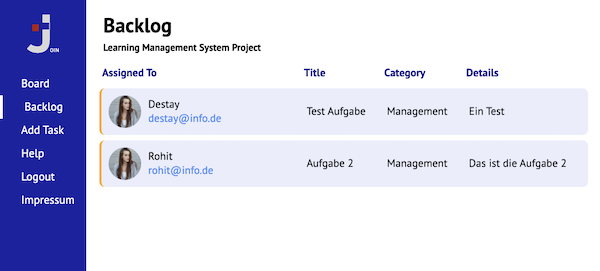 JOIN
Backlog
Learning Management System Project
Board
Backlog
Add Task
Help
Logout
Impressum
Assigned To Title Category Details
Destay
destay@info.de
Test Aufgabe Management Ein Test
Rohit
rohit@info.de
Aufgabe 2 Management Das ist die Aufgabe 2